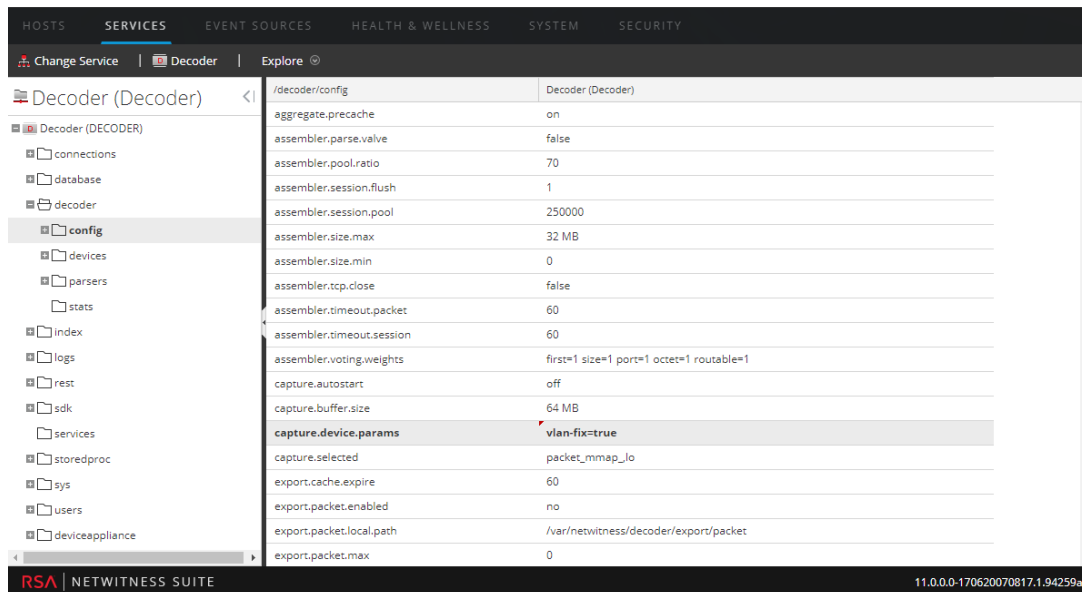 HOSTS SERVICES EVENT SOURCES HEALTH & WELLNESS SYSTEM SECURITY
Change Service | D Decoder | Explore
Decoder (Decoder)
D Decoder (DECODER)
connections
database
decoder
config
devices
parsers
stats
index
logs
rest
sdk
services
storedproc
sys
users
deviceappliance
/decoder/config Decoder (Decoder)
aggregate.precache on
assembler.parse.valve false
assembler.pool.ratio 70
assembler.session.flush 1
assembler.session.pool 250000
assembler.size.max 32 MB
assembler.size.min 0
assembler.tcp.close false
assembler.timeout.packet 60
assembler.timeout.session 60
assembler.voting.weights first=1 size=1 port=1 octet=1 routable=1
capture.autostart off
capture.buffer.size 64 MB
capture.device.params vlan-fix=true
capture.selected packet_mmap_,lo
export.cache.expire 60
export.packet.enabled no
export.packet.local.path /var/netwitness/decoder/export/packet
export.packet.max 0
RSA | NETWITNESS SUITE 11.0.0.0-170620070817.1.94259a